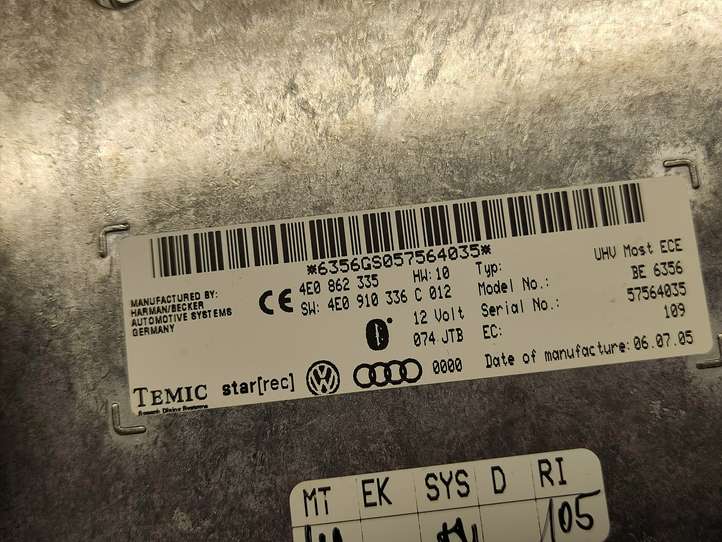 *6356GS057564035*
MANUFACTURED BY:
HARMAN/BECKER
AUTOMOTIVE SYSTEMS
GERMANY
CE
4E0 862 335 HW: 10
SW: 4E0 910 336 C 012
12 Volt
074 JTB
Typ: UHV Most ECE
Model No.: BE 6356
Serial No.: 57564035
EC: 109
Date of manufacture: 06.07.05
TEMIC star[rec] VW 0000
MT EK SYS D RI
105